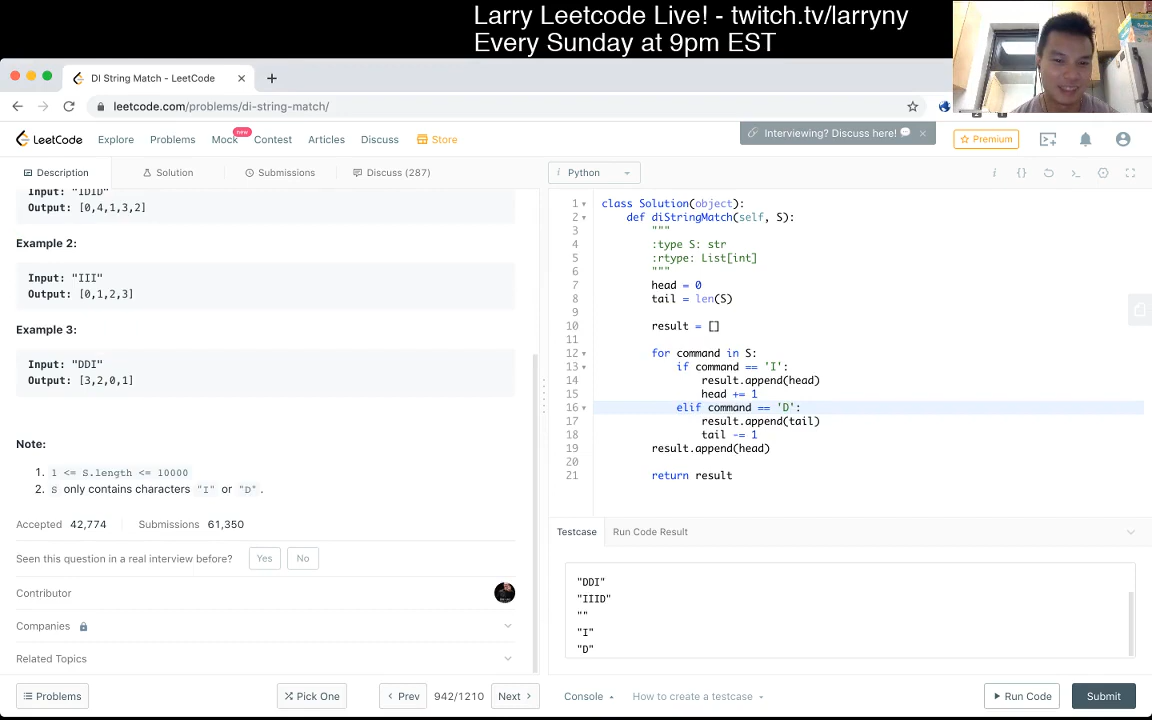 Larry Leetcode Live! - twitch.tv/larryny
Every Sunday at 9pm EST
DI String Match - LeetCode
leetcode.com/problems/di-string-match/
LeetCode Explore Problems Mock new Contest Articles Discuss Store
Interviewing? Discuss here!
Premium
Description Solution Submissions Discuss (287)
i Python
Input: "IDID"
Output: [0,4,1,3,2]
Example 2:
Input: "III"
Output: [0,1,2,3]
Example 3:
Input: "DDI"
Output: [3,2,0,1]
Note:
1. 1 <= S.length <= 10000
2. S only contains characters "I" or "D".
Accepted 42,774 Submissions 61,350
Seen this question in a real interview before? Yes No
Contributor
Companies
Related Topics
Problems Pick One Prev 942/1210 Next
1 class Solution(object):
2 def diStringMatch(self, S):
3 """
4 :type S: str
5 :rtype: List[int]
6 """
7 head = 0
8 tail = len(S)
9
10 result = []
11
12 for command in S:
13 if command == 'I':
14 result.append(head)
15 head += 1
16 elif command == 'D':
17 result.append(tail)
18 tail -= 1
19 result.append(head)
20
21 return result
Testcase Run Code Result
"DDI"
"IIID"
""
"I"
"D"
Console How to create a testcase Run Code Submit